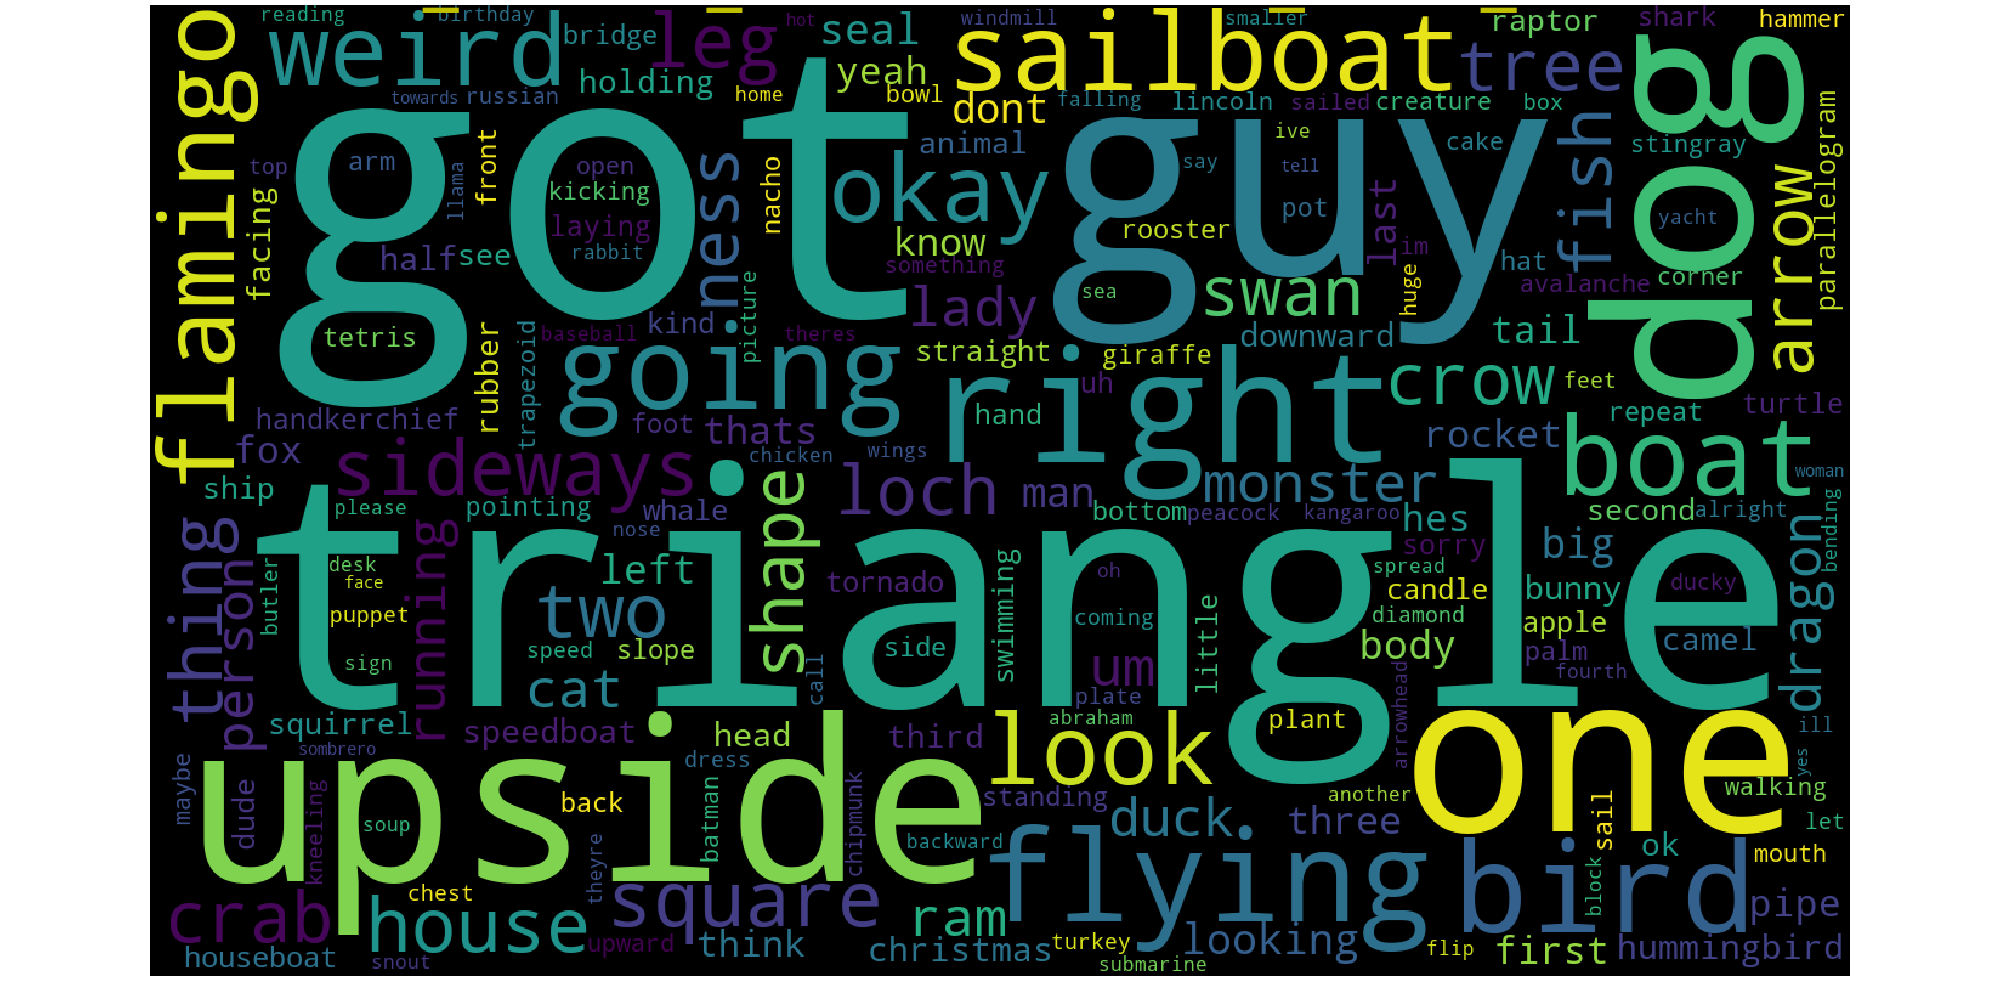 reading
birthday
hot
windmill
smaller
raptor
shark
hammer
flamingo
weird
bridge
leg
seal
sailboat
tree
dog
holding
yeah
towards
russian
home
bowl
dont
falling
lincoln
sailed
creature
box
parallelogram
got
guy
fish
stingray
top
arm
llama
front
open
kicking
laying
rabbit
ness
nacho
animal
okay
ive
say
tell
cake
pot
last
im
arrow
yacht
facing
half
see
know
something
rooster
hat
avalanche
corner
sea
swan
huge
picture
lady
tetris
rubber
trapezoid
baseball
kind
theres
going
straight
giraffe
downward
tail
right
crow
feet
uh
hand
repeat
turtle
handkerchief
foot
thats
wings
chicken
fox
sideways
rocket
boat
woman
ship
loch
man
monster
please
pointing
whale
nose
shape
bottom
peacock
kangaroo
hes
second
alright
bending
thing
person
running
triangle
sorry
big
dragon
butler
desk
face
puppet
left
two
tornado
oh
swimming
spread
candle
bunny
ducky
diamond
apple
camel
coming
little
speed
slope
sign
side
body
palm
fourth
cat
call
um
plate
arrowhead
squirrel
speedboat
sombrero
head
third
abraham
look
plant
one
ill
maybe
dude
kneeling
upside
dress
batman
chipmunk
back
soup
standing
another
walking
yes
duck
three
sail
let
backward
theyre
flying
bird
ok
mouth
chest
block
crab
house
square
ram
pipe
upward
think
christmas
turkey
looking
flip
first
hummingbird
houseboat
snout
submarine